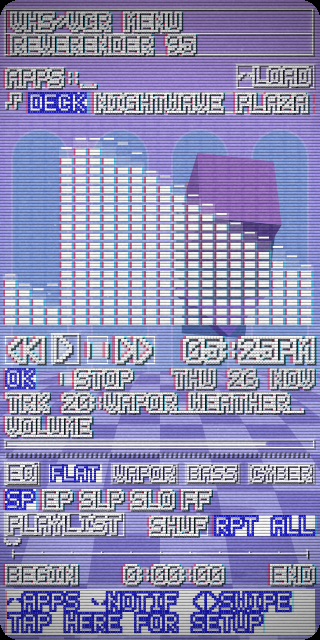 VHS/VCR MENU
REWERENDER 95
APPS::_ LOAD
DECK NIGHTWAVE PLAZA
05:25PM
OK STOP THU 26 NOV
TRK 26:VAPOR_WEATHER_
VOLUME
EQ FLAT VAPOR BASS CYBER
SP EP SLP SLO FF
PLAYLIST SHUF RPT ALL
BEGIN 0:00:00 END
APPS NOTIF SWIPE
TAP HERE FOR SETUP